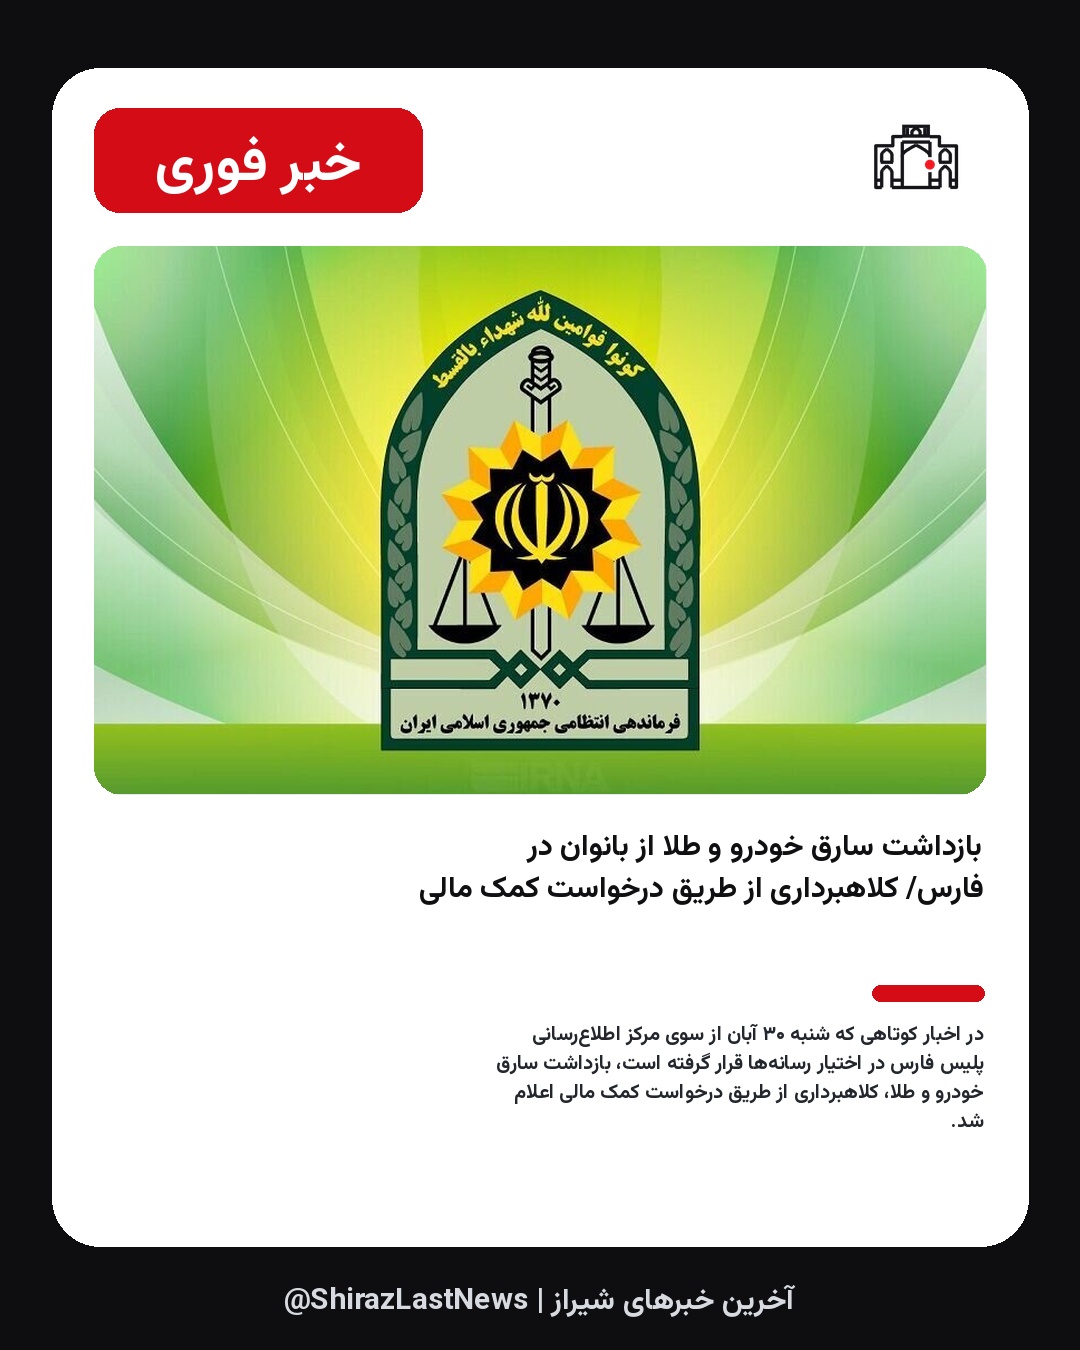 خبر فوری
کونوا قوامین لله شهداء بالقسط
۱۳۷۰
فرماندهی انتظامی جمهوری اسلامی ایران
IRNA
بازداشت سارق خودرو و طلا از بانوان در
فارس/ کلاهبرداری از طریق درخواست کمک مالی
در اخبار کوتاهی که شنبه ۳۰ آبان از سوی مرکز اطلاع‌رسانی
پلیس فارس در اختیار رسانه‌ها قرار گرفته است، بازداشت سارق
خودرو و طلا، کلاهبرداری از طریق درخواست کمک مالی اعلام
شد.
آخرین خبرهای شیراز | @ShirazLastNews